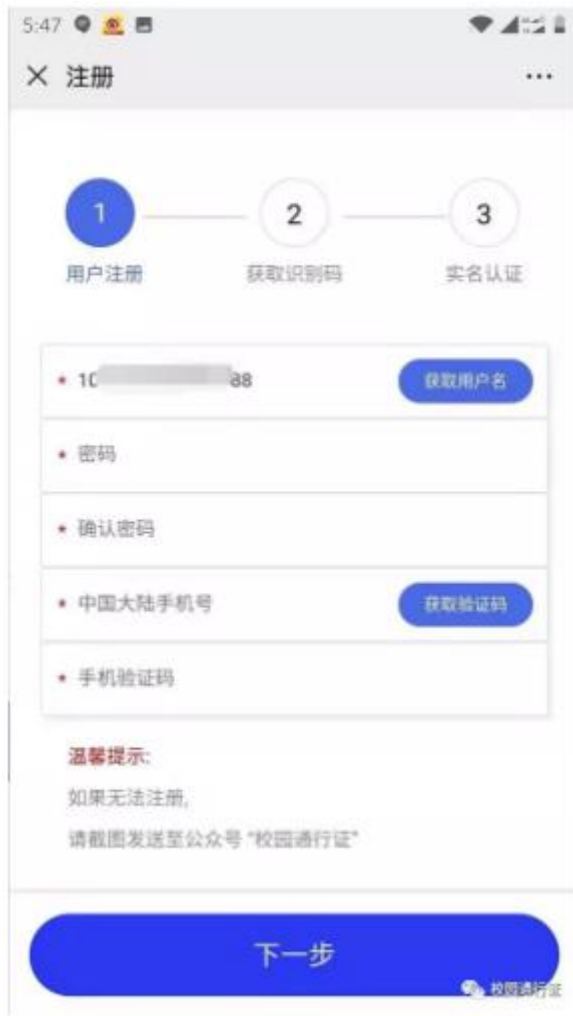 5:47
注册
1
2
3
用户注册
获取识别码
实名认证
* 10 88
获取用户名
* 密码
* 确认密码
* 中国大陆手机号
获取验证码
* 手机验证码
温馨提示:
如果无法注册,
请截图发送至公众号 “校园通行证”
下一步
校园通行证